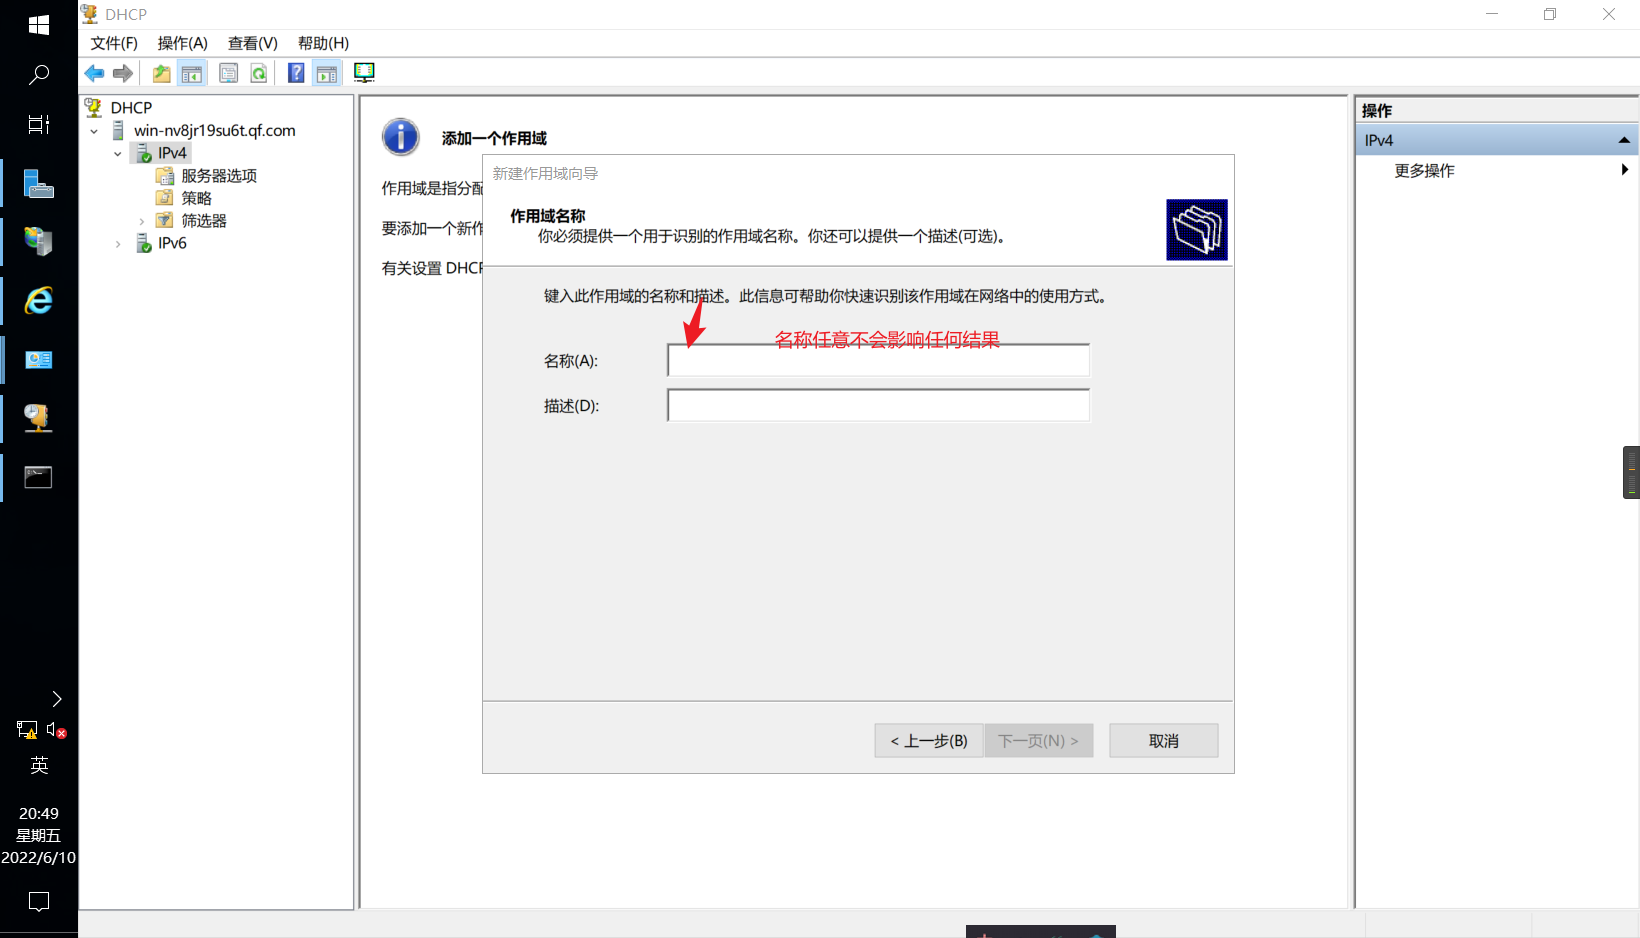 DHCP
文件(F) 操作(A) 查看(V) 帮助(H)
DHCP
win-nv8jr19su6t.qf.com
IPv4
服务器选项
策略
筛选器
IPv6
添加一个作用域
作用域是指分配
要添加一个新作
有关设置 DHCP
新建作用域向导
作用域名称
你必须提供一个用于识别的作用域名称。你还可以提供一个描述(可选)。
键入此作用域的名称和描述。此信息可帮助你快速识别该作用域在网络中的使用方式。
名称任意不会影响任何结果
名称(A):
描述(D):
< 上一步(B) 下一页(N) > 取消
操作
IPv4
更多操作
英
20:49
星期五
2022/6/10